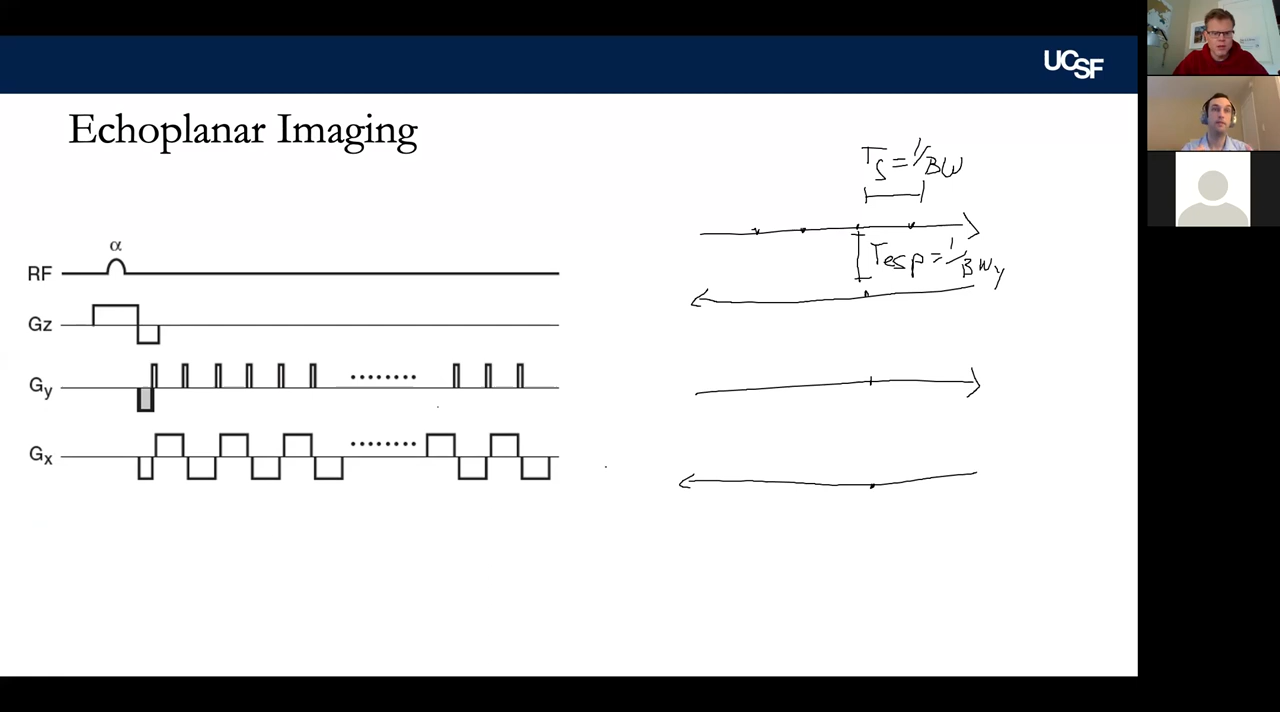 UCSF
Echoplanar Imaging
Ts = 1/BW
α
RF
Tesp = 1/BWy
Gz
Gy
Gx